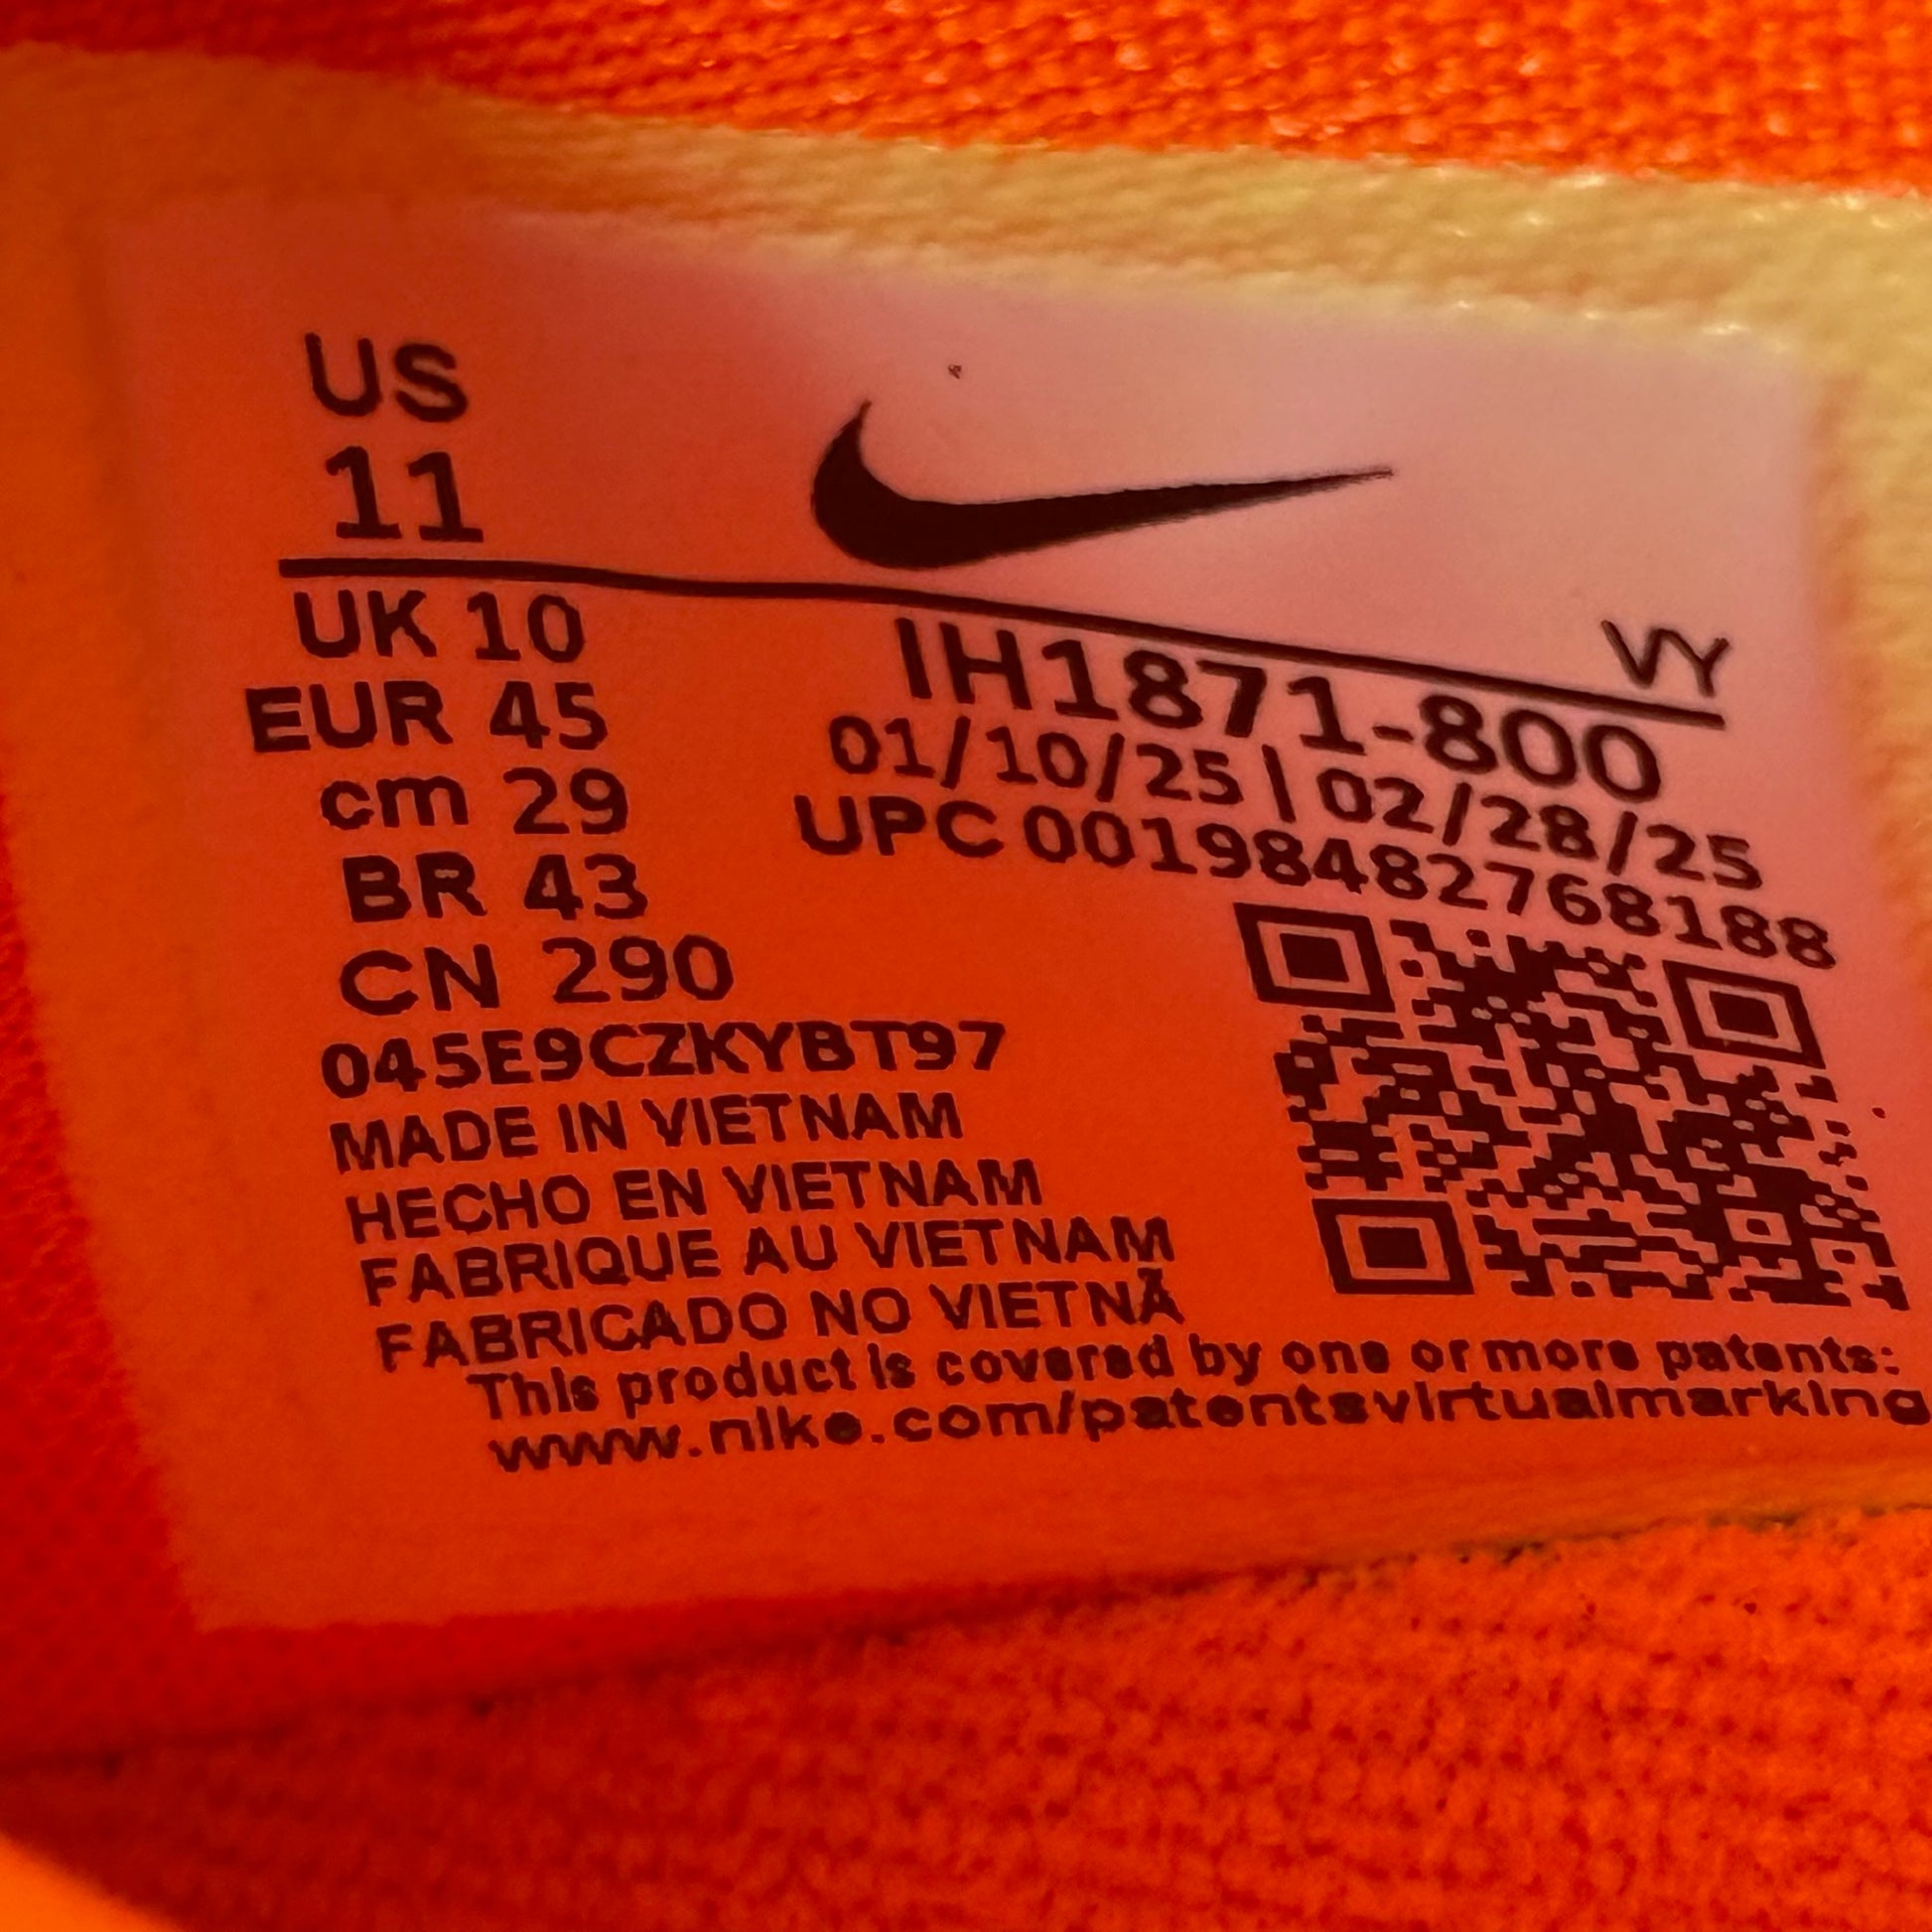 US
11
VY
UK 10
EUR 45
cm 29
BR 43
CN 290
IH1871-800
01/10/25 | 02/28/25
UPC 00198482768188
045E9CZKYBT97
MADE IN VIETNAM
HECHO EN VIETNAM
FABRIQUE AU VIETNAM
FABRICADO NO VIETNÃ
This product is covered by one or more patents:
www.nike.com/patentsvirtualmarking